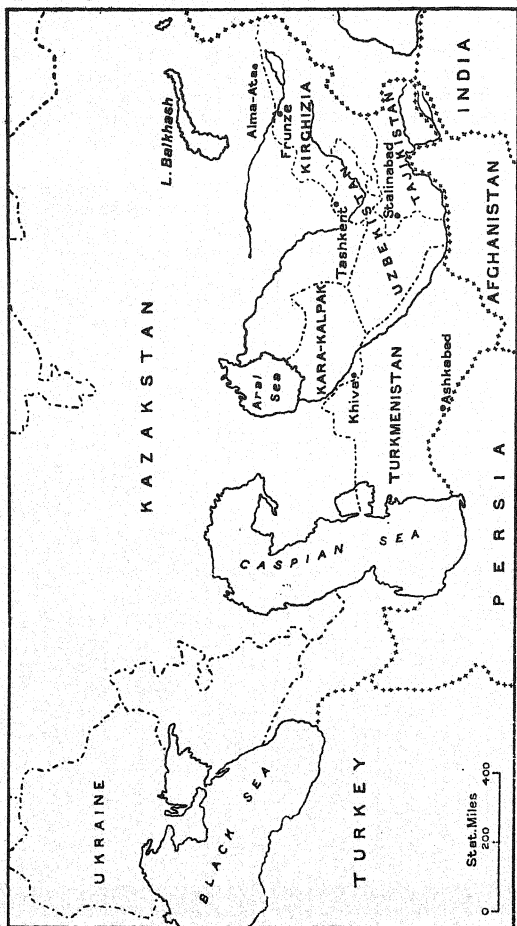 UKRAINE
BLACK SEA
TURKEY
Stat. Miles
0 200 400
KAZAKSTAN
CASPIAN SEA
Aral
Sea
KARA-KALPAK
Khiva
TURKMENISTAN
Ashkabad
PERSIA
L. Balkhash
Alma-Ata
Frunze
KIRGHIZIA
Tashkent
UZBEKISTAN
Stalinabad
TAJIKISTAN
AFGHANISTAN
INDIA